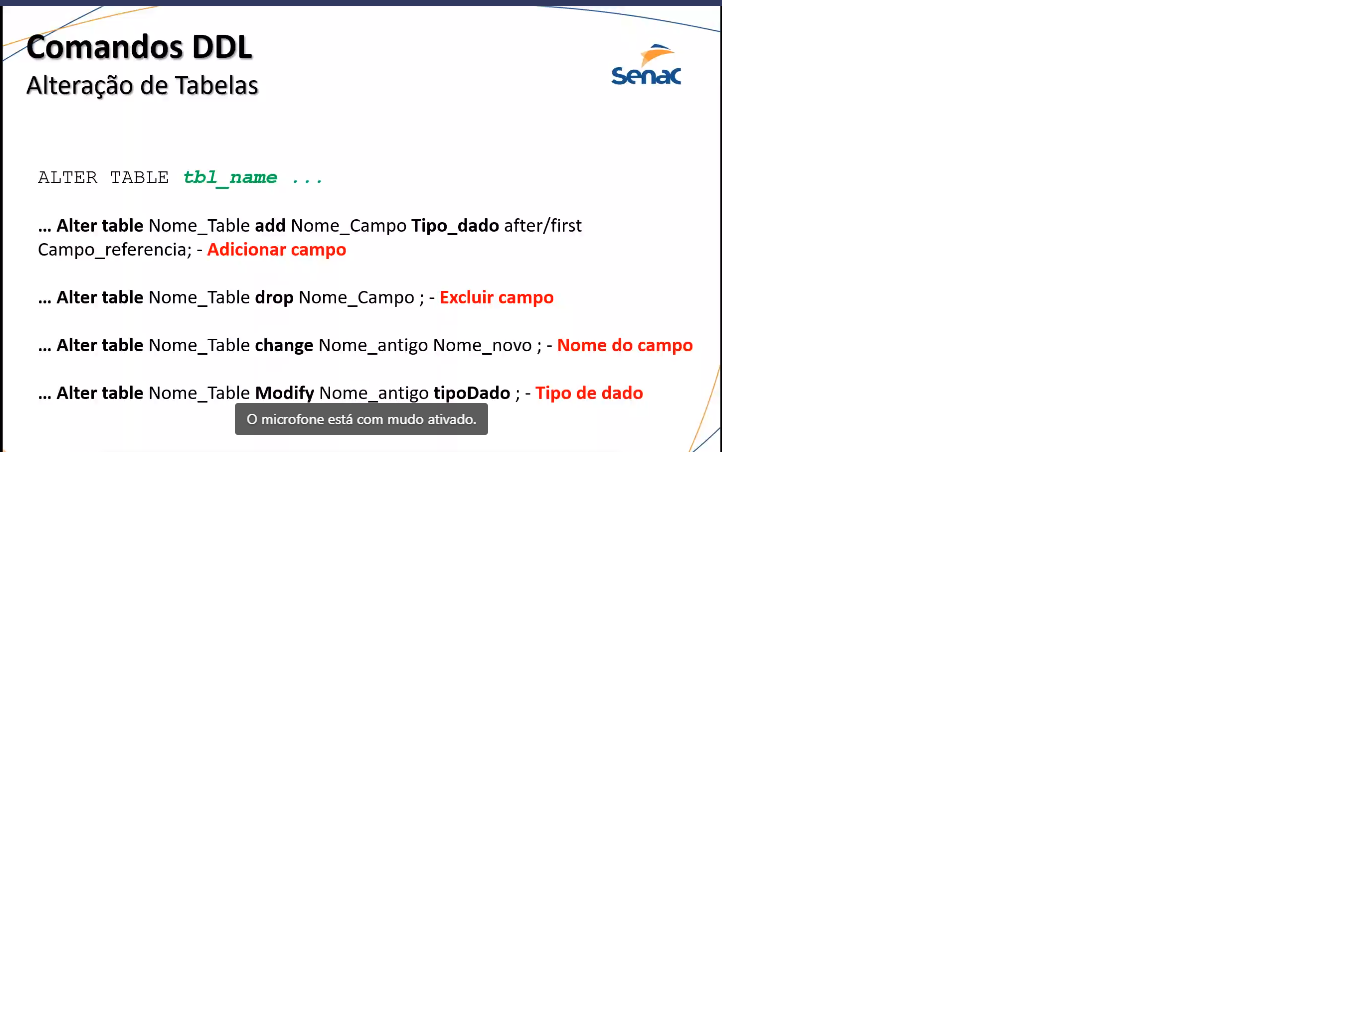 Comandos DDL
Alteração de Tabelas
Senac
ALTER TABLE tbl_name ...
... Alter table Nome_Table add Nome_Campo Tipo_dado after/first
Campo_referencia; - Adicionar campo
... Alter table Nome_Table drop Nome_Campo ; - Excluir campo
... Alter table Nome_Table change Nome_antigo Nome_novo ; - Nome do campo
... Alter table Nome_Table Modify Nome_antigo tipoDado ; - Tipo de dado
O microfone está com mudo ativado.